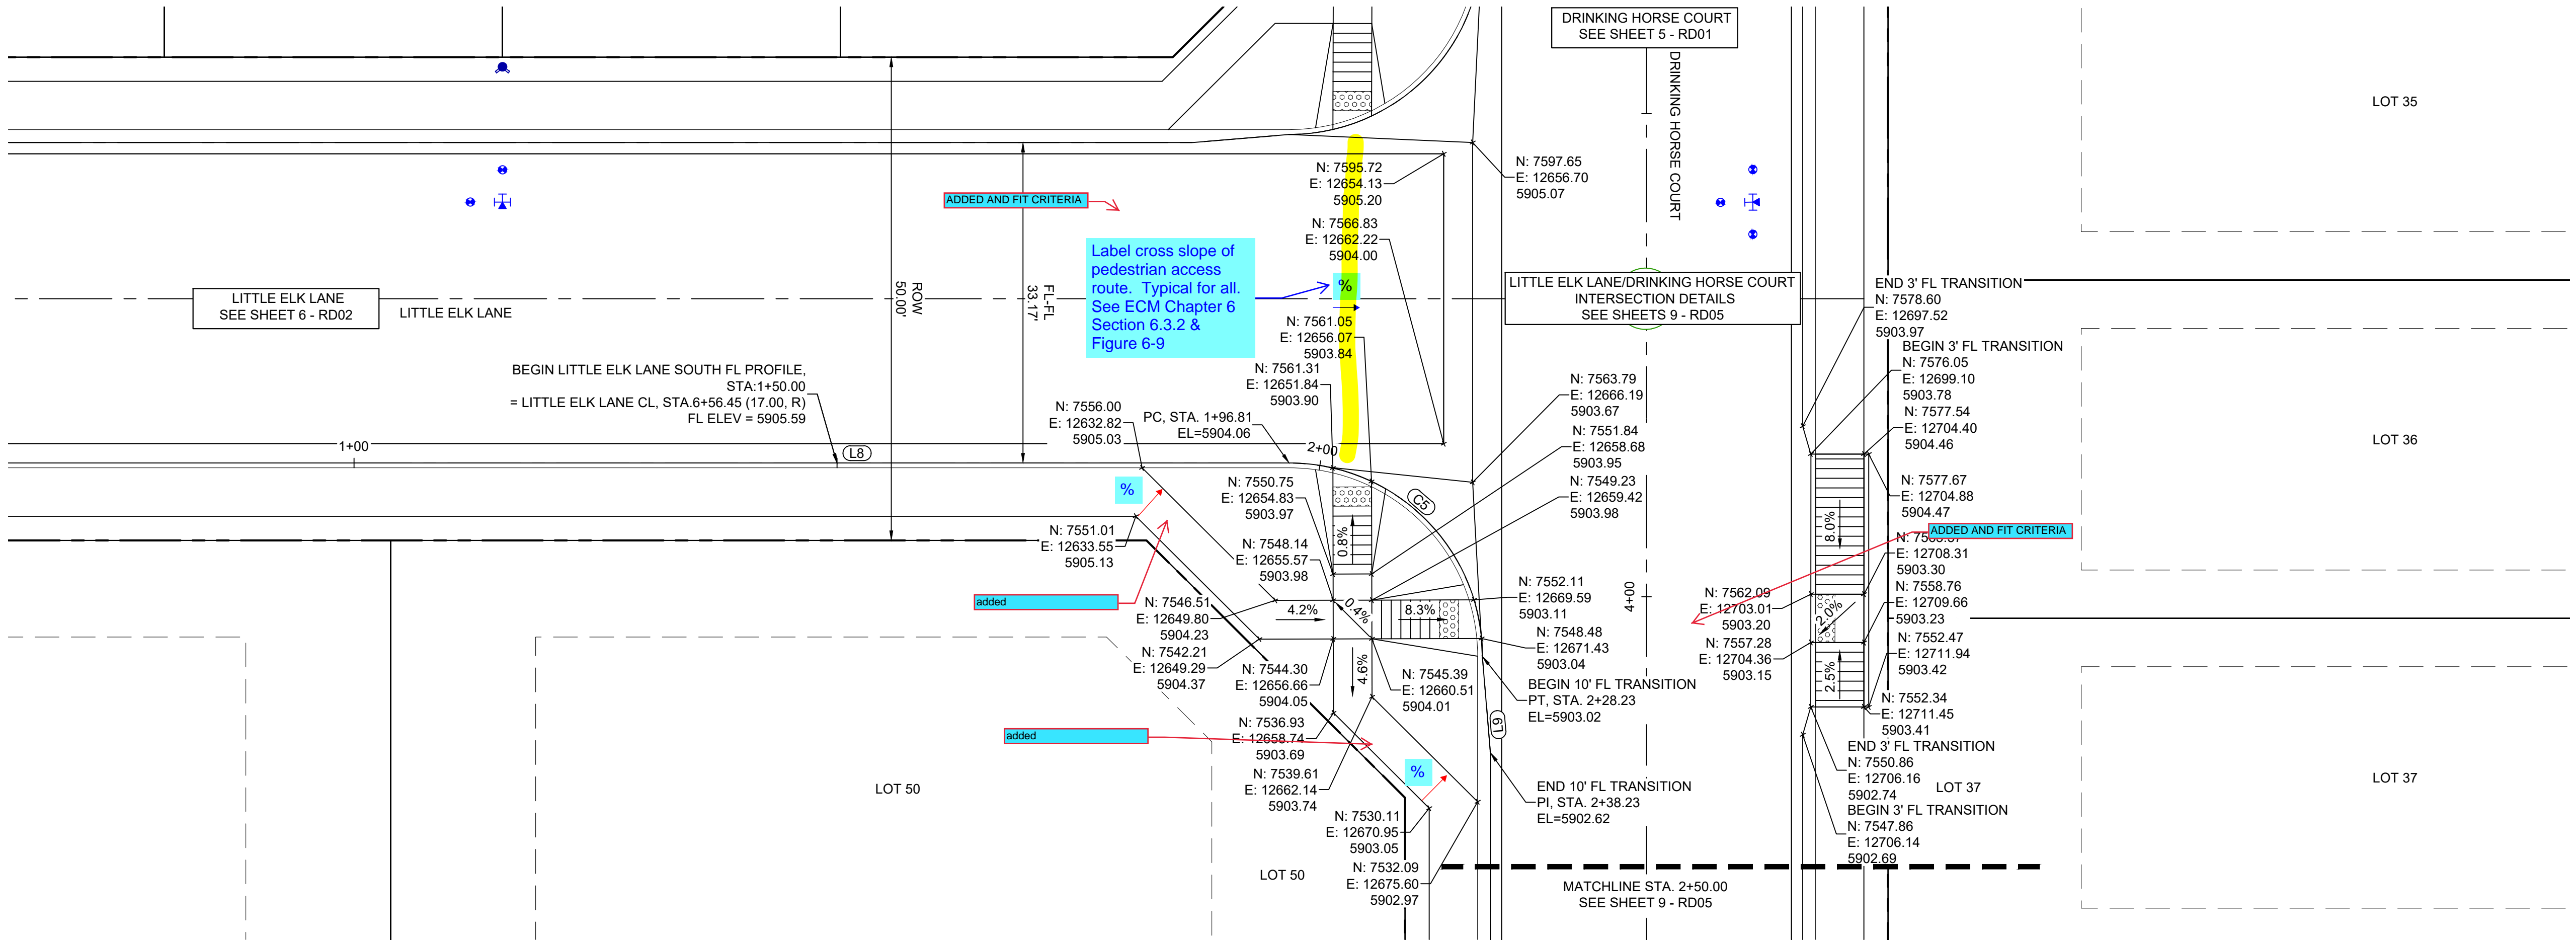 DRINKING HORSE COURT
SEE SHEET 5 - RD01
DRINKING HORSE COURT
LOT 35
N: 7595.72
E: 12654.13
5905.20
N: 7597.65
E: 12656.70
5905.07
ADDED AND FIT CRITERIA
N: 7566.83
E: 12662.22
5904.00
Label cross slope of
pedestrian access
route. Typical for all.
See ECM Chapter 6
Section 6.3.2 &
Figure 6-9
%
ROW
50.00'
FL-FL
33.17'
LITTLE ELK LANE
SEE SHEET 6 - RD02
LITTLE ELK LANE
LITTLE ELK LANE/DRINKING HORSE COURT
INTERSECTION DETAILS
SEE SHEETS 9 - RD05
END 3' FL TRANSITION
N: 7578.60
E: 12697.52
5903.97
N: 7561.05
E: 12656.07
5903.84
BEGIN 3' FL TRANSITION
N: 7576.05
E: 12699.10
5903.78
BEGIN LITTLE ELK LANE SOUTH FL PROFILE,
STA:1+50.00
= LITTLE ELK LANE CL, STA.6+56.45 (17.00, R)
FL ELEV = 5905.59
N: 7561.31
E: 12651.84
5903.90
N: 7563.79
E: 12666.19
5903.67
N: 7556.00
E: 12632.82
5905.03
PC, STA. 1+96.81
EL=5904.06
N: 7577.54
E: 12704.40
5904.46
N: 7551.84
E: 12658.68
5903.95
LOT 36
1+00
L8
2+00
%
N: 7550.75
E: 12654.83
5903.97
C5
N: 7549.23
E: 12659.42
5903.98
N: 7577.67
E: 12704.88
5904.47
8.0%
ADDED AND FIT CRITERIA
E: 12708.31
5903.30
N: 7551.01
E: 12633.55
5905.13
N: 7548.14
E: 12655.57
5903.98
0.8%
N: 7552.11
E: 12669.59
5903.11
4+00
N: 7562.09
E: 12703.01
5903.20
2.0%
N: 7558.76
E: 12709.66
5903.23
added
N: 7546.51
E: 12649.80
5904.23
4.2%
0.4%
8.3%
N: 7548.48
E: 12671.43
5903.04
N: 7557.28
E: 12704.36
5903.15
N: 7552.47
E: 12711.94
5903.42
N: 7542.21
E: 12649.29
5904.37
N: 7544.30
E: 12656.66
5904.05
4.6%
N: 7545.39
E: 12660.51
5904.01
BEGIN 10' FL TRANSITION
PT, STA. 2+28.23
EL=5903.02
2.5%
N: 7552.34
E: 12711.45
5903.41
added
N: 7536.93
E: 12658.74
5903.69
L9
END 3' FL TRANSITION
N: 7550.86
E: 12706.16
5902.74
LOT 50
N: 7539.61
E: 12662.14
5903.74
%
END 10' FL TRANSITION
PI, STA. 2+38.23
EL=5902.62
LOT 37
LOT 37
BEGIN 3' FL TRANSITION
N: 7547.86
E: 12706.14
5902.69
N: 7530.11
E: 12670.95
5903.05
LOT 50
N: 7532.09
E: 12675.60
5902.97
MATCHLINE STA. 2+50.00
SEE SHEET 9 - RD05